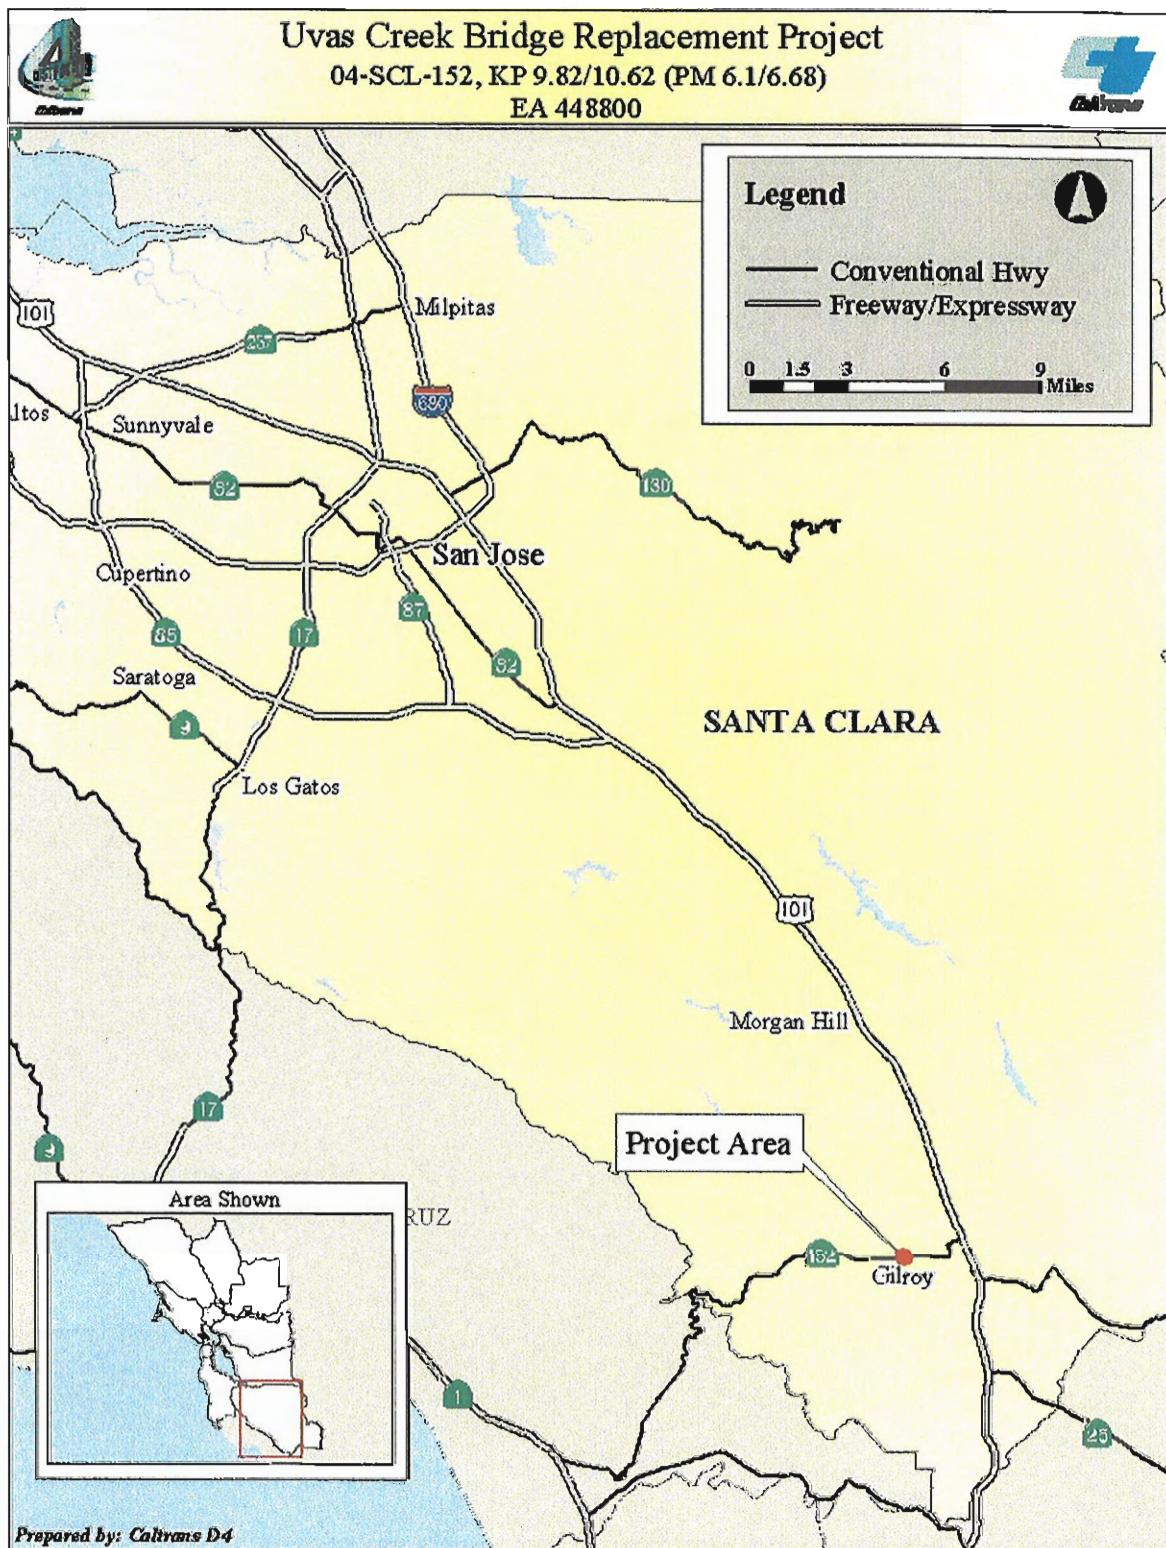 Uvas Creek Bridge Replacement Project
04-SCL-152, KP 9.82/10.62 (PM 6.1/6.68)
EA 448800
Caltrans
Legend
Conventional Hwy
Freeway/Expressway
0 1.5 3 6 9
Miles
101
Milpitas
237
680
ltos
Sunnyvale
82
130
San Jose
Cupertino
87
85
17
82
Saratoga
9
SANTA CLARA
Los Gatos
101
Morgan Hill
17
9
Project Area
Area Shown
RUZ
152
Gilroy
1
25
Prepared by: Caltrans D4